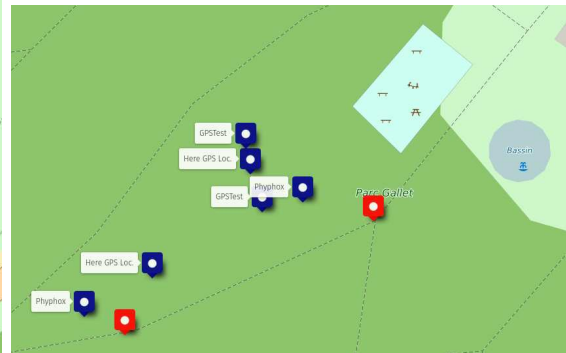 GPSTest
Bassin
Here GPS Loc.
Phyphox
GPSTest
Parc Gallet
Here GPS Loc.
Phyphox